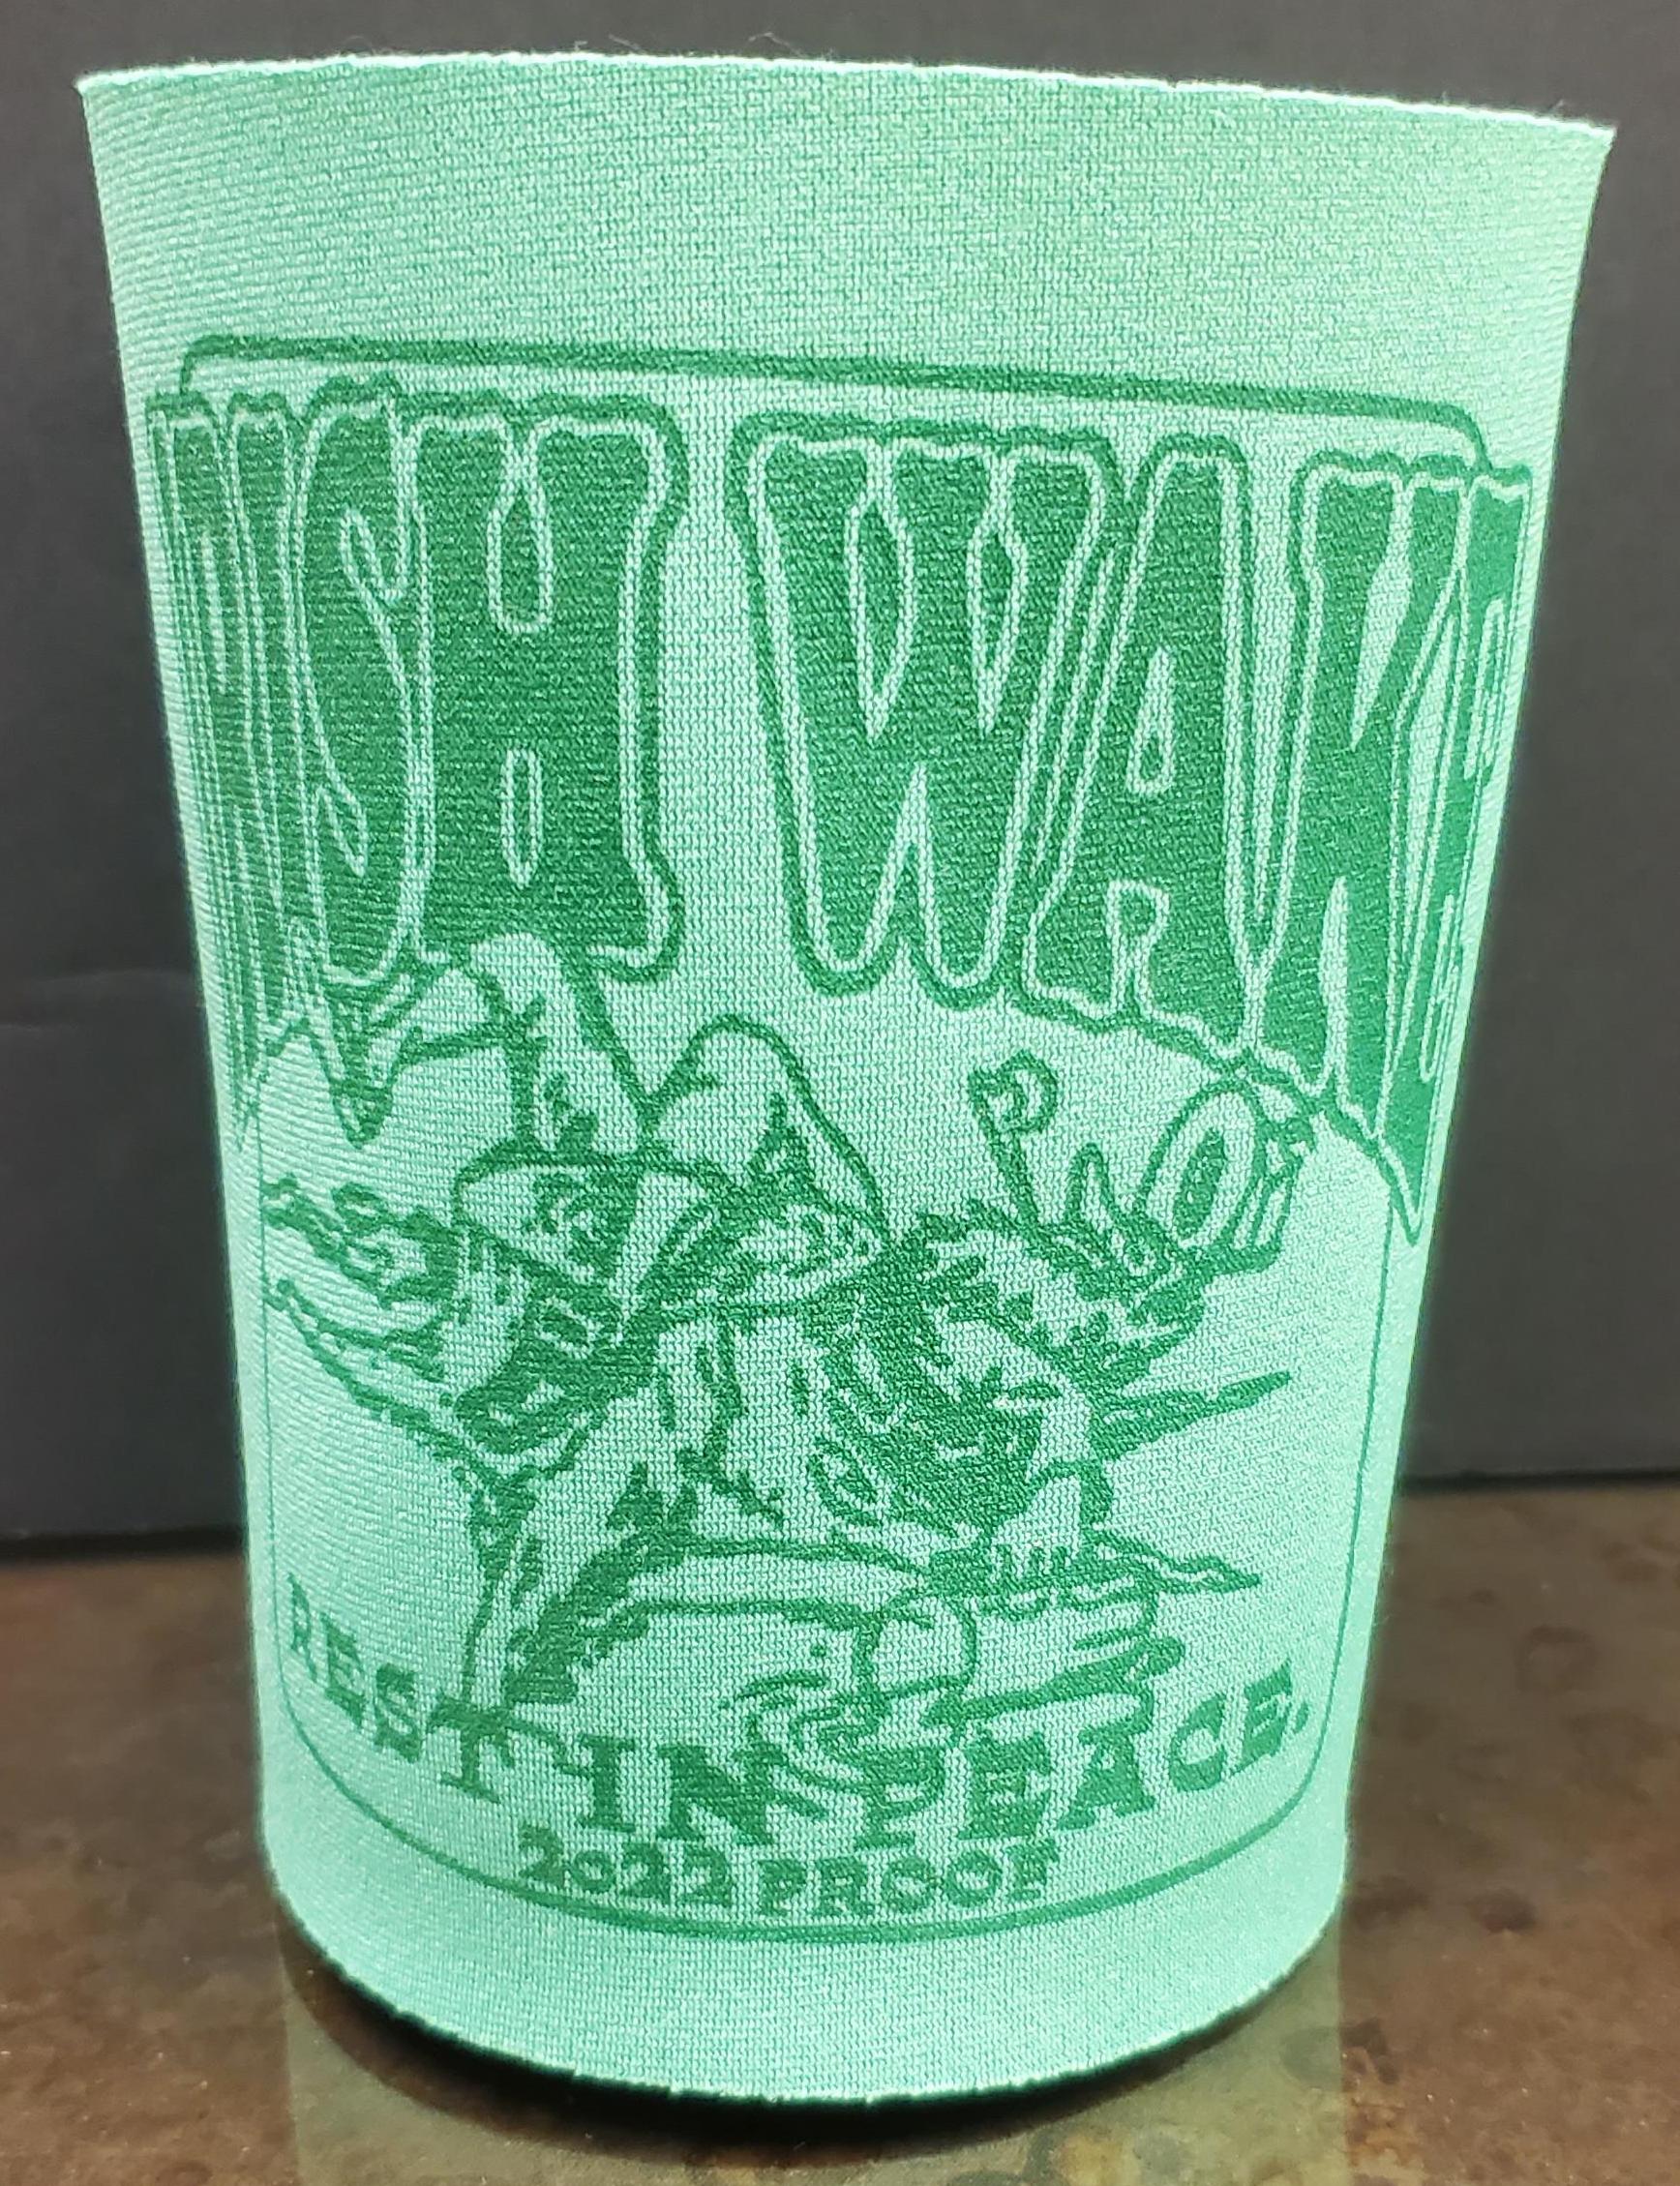 ISH WAKE
REST IN PEACE.
2022 PROOF